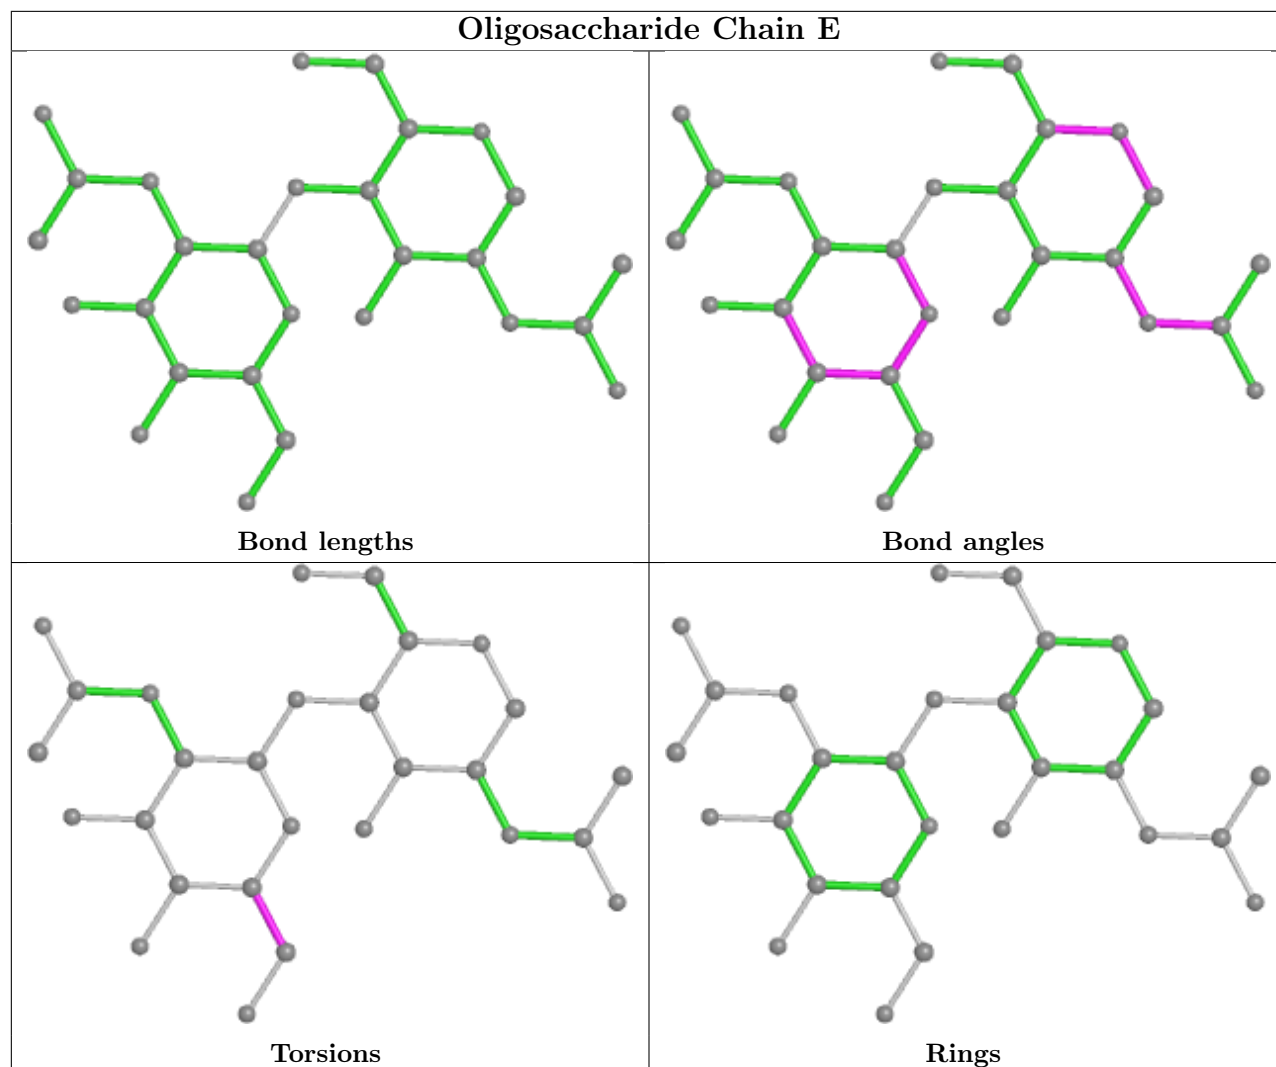 Oligosaccharide Chain E
Bond lengths
Bond angles
Torsions
Rings